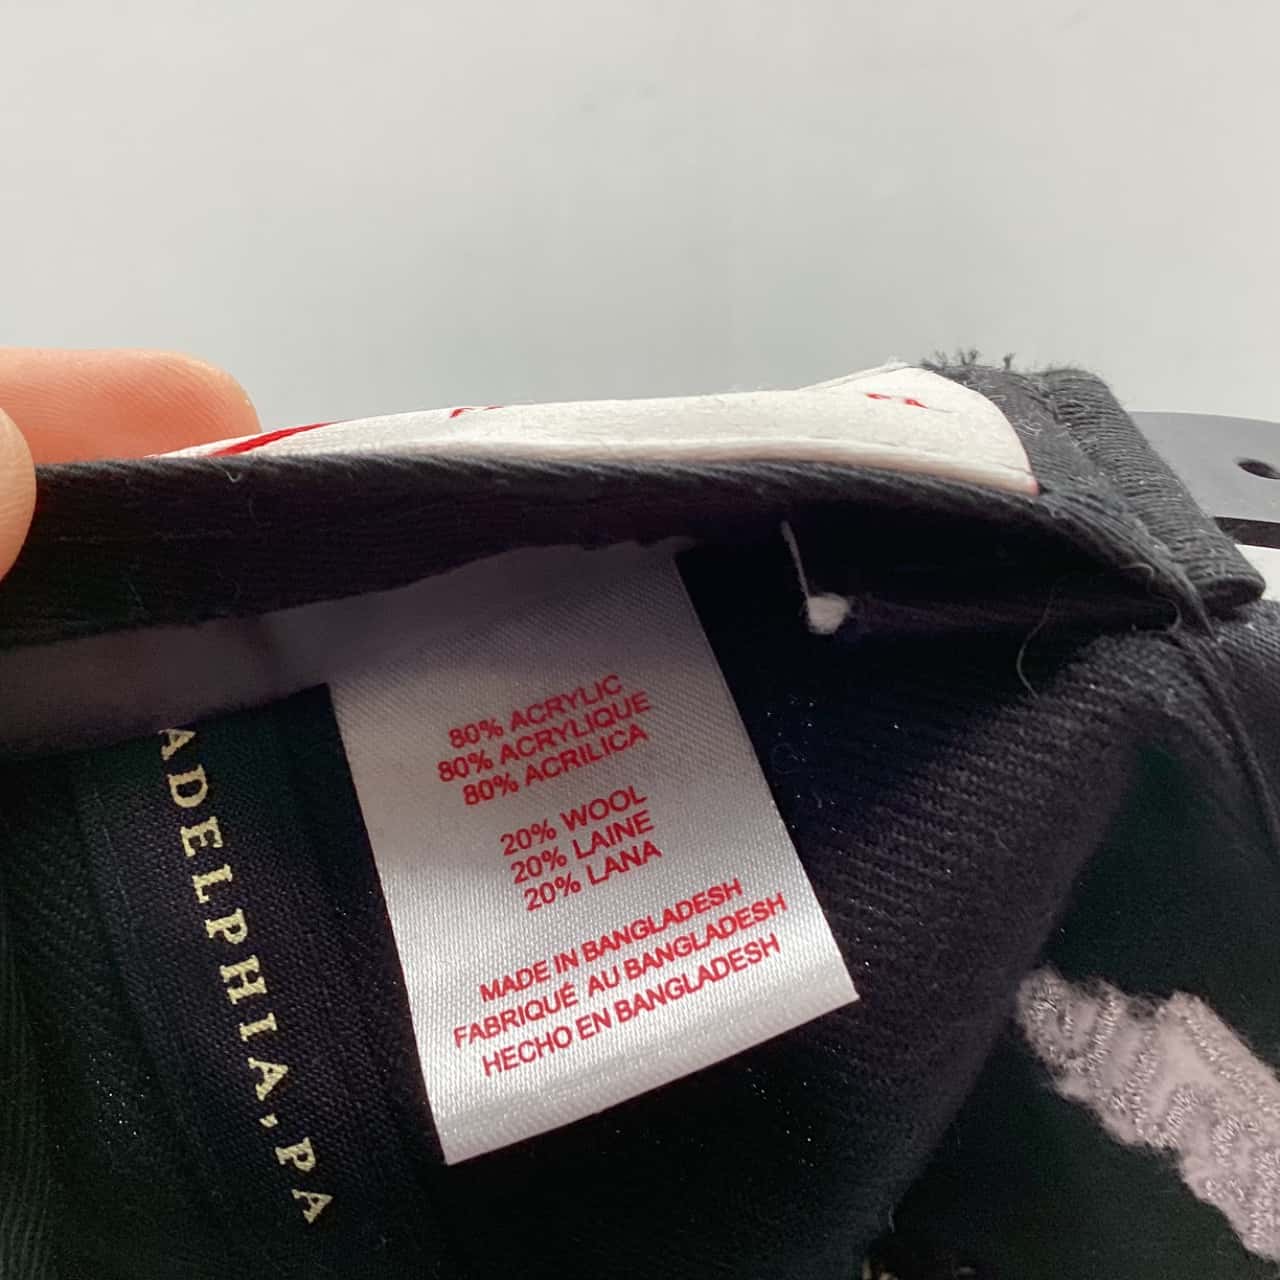 80% ACRYLIC
80% ACRYLIQUE
80% ACRILICA
20% WOOL
20% LAINE
20% LANA
MADE IN BANGLADESH
FABRIQUÉ AU BANGLADESH
HECHO EN BANGLADESH
ADELPHIA, PA